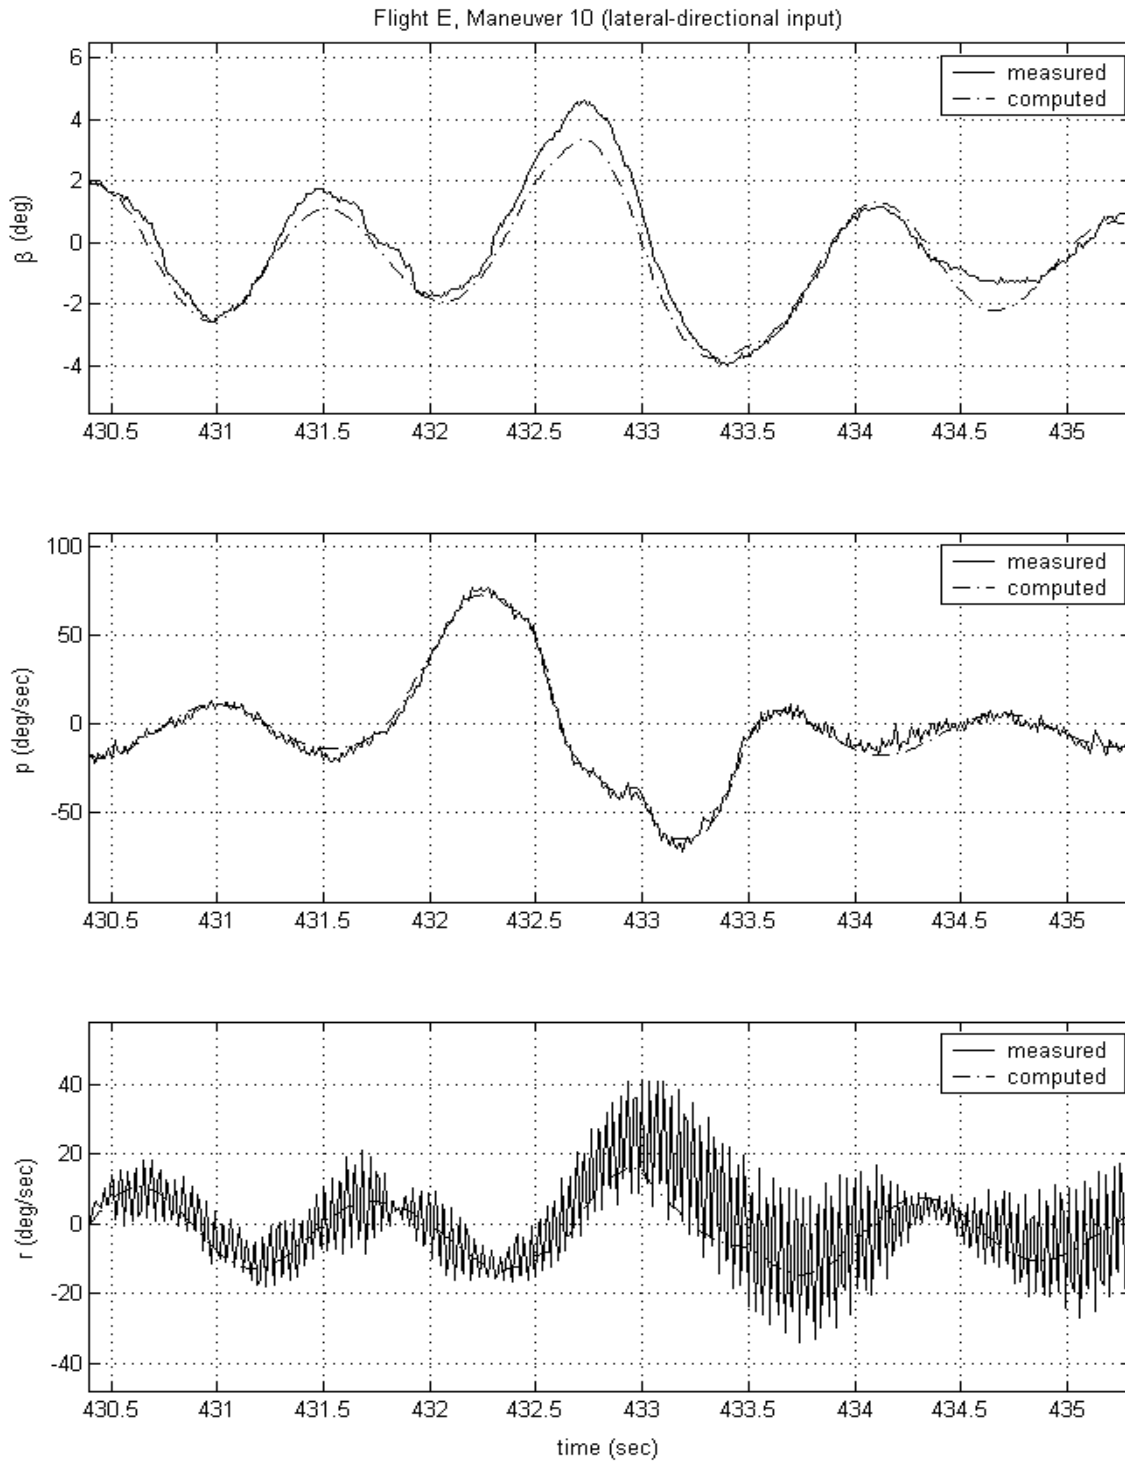 Flight E, Maneuver 10 (lateral-directional input)
6
4
2
0
-2
-4
β (deg)
measured
computed
430.5 431 431.5 432 432.5 433 433.5 434 434.5 435
100
50
0
-50
p (deg/sec)
measured
computed
430.5 431 431.5 432 432.5 433 433.5 434 434.5 435
40
20
0
-20
-40
r (deg/sec)
measured
computed
430.5 431 431.5 432 432.5 433 433.5 434 434.5 435
time (sec)